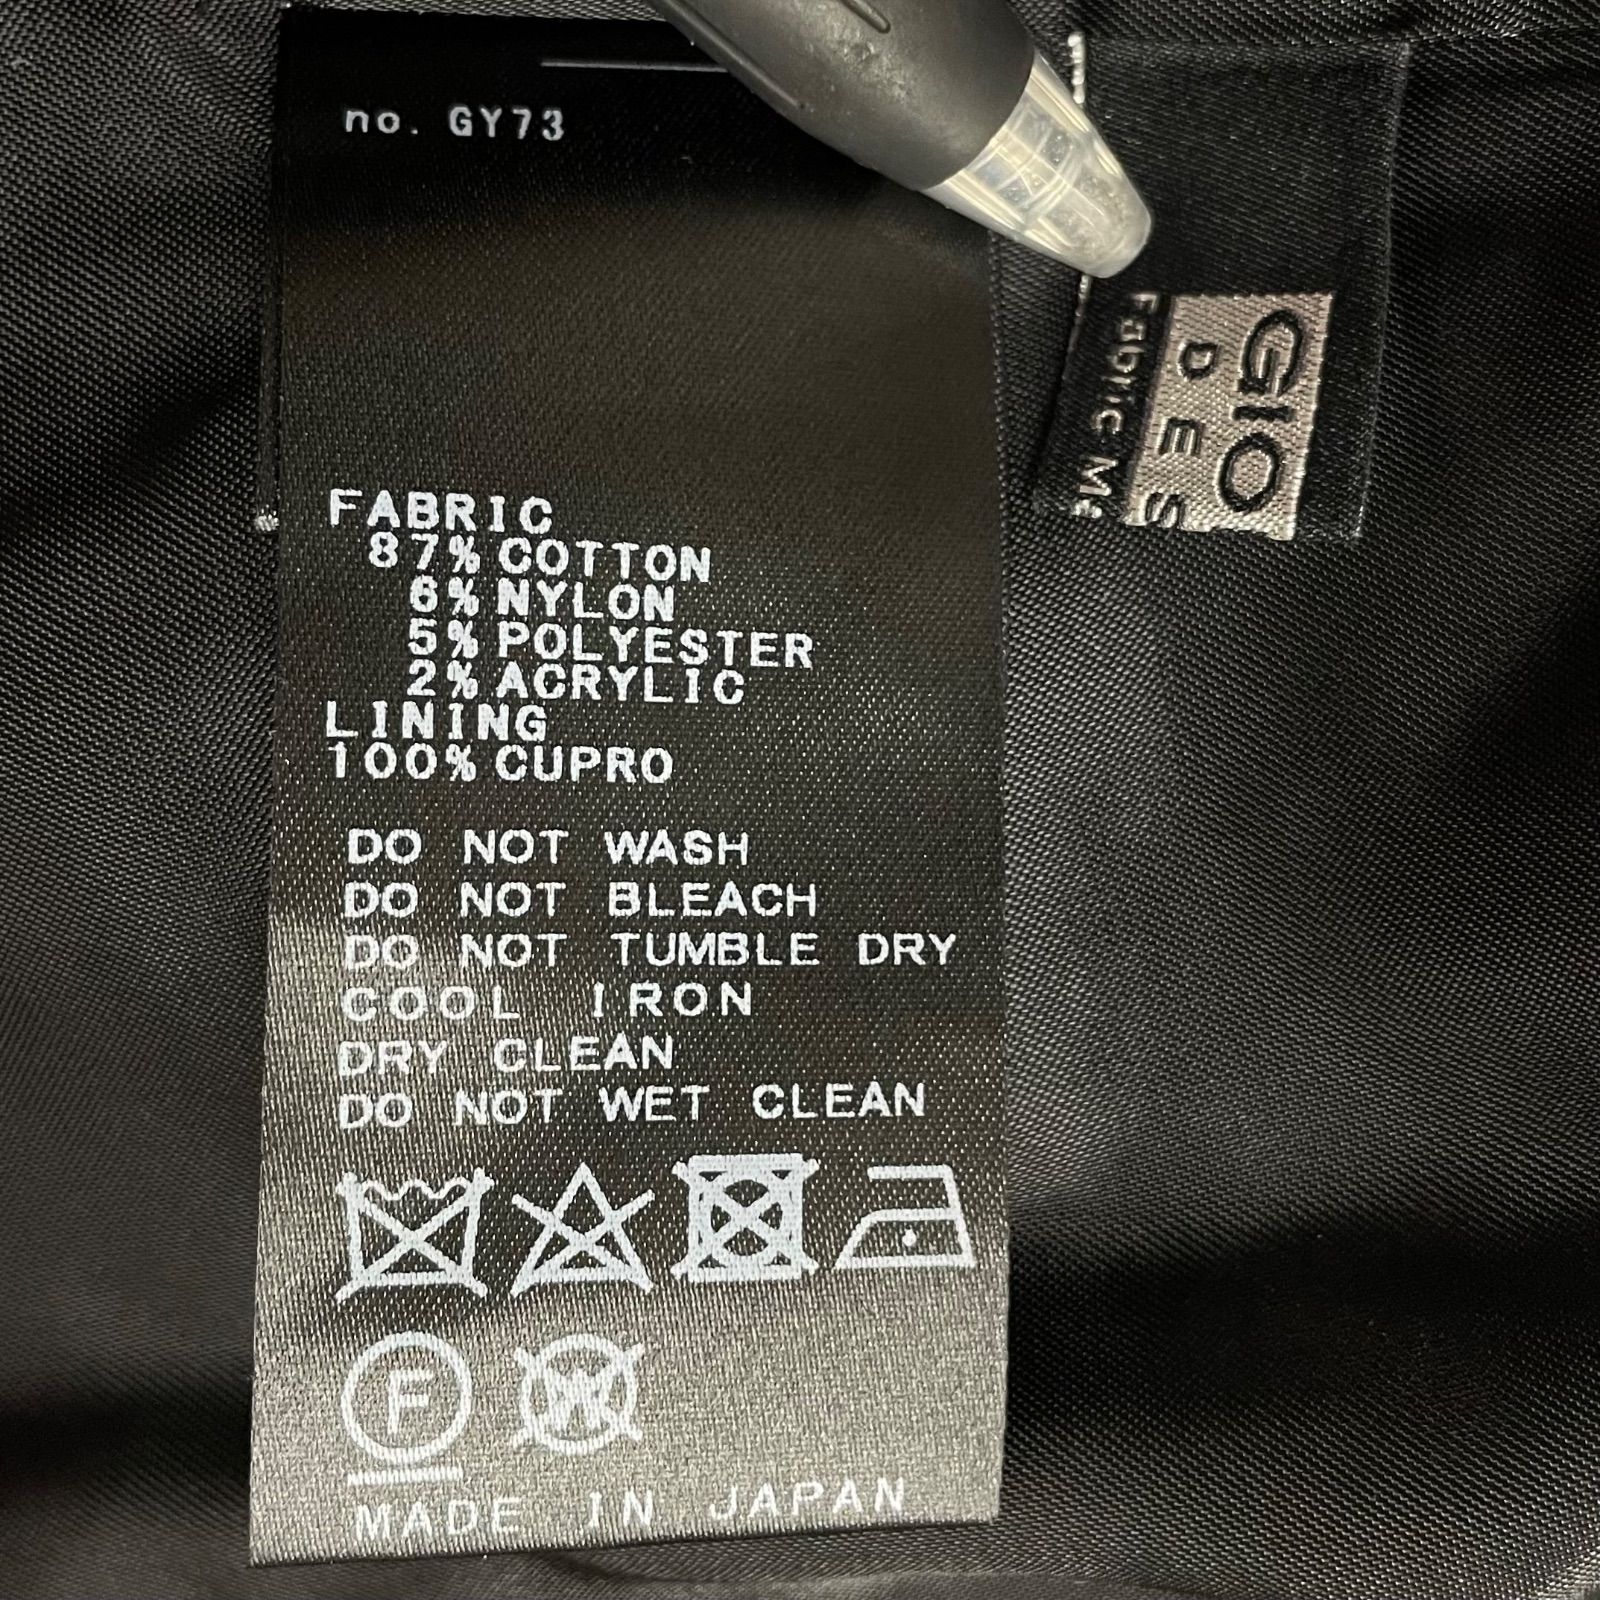 no. GY73
FABRIC
87% COTTON
6% NYLON
5% POLYESTER
2% ACRYLIC
LINING
100% CUPRO
DO NOT WASH
DO NOT BLEACH
DO NOT TUMBLE DRY
COOL IRON
DRY CLEAN
DO NOT WET CLEAN
F W
MADE IN JAPAN
GIO
DES
Fabric Ma